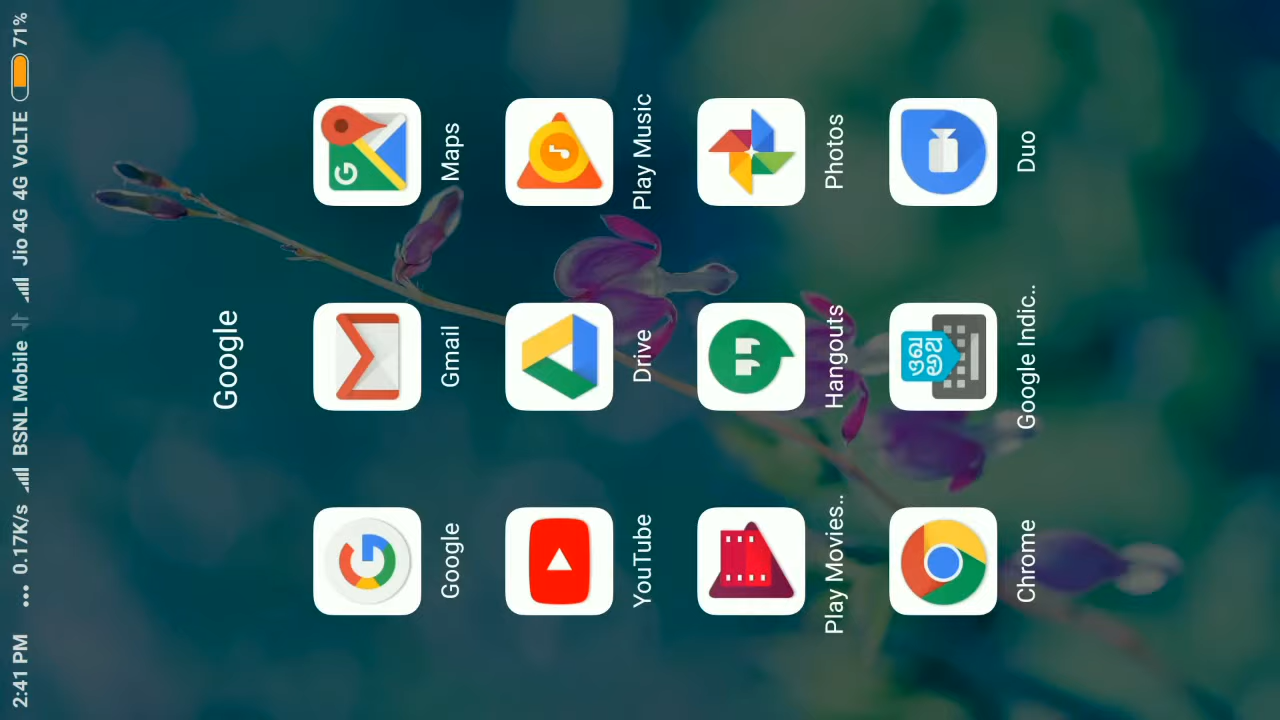 2:41 PM ... 0.17K/s BSNL Mobile Jio 4G 4G VoLTE 71%
Google
Google Gmail Maps
YouTube Drive Play Music
Play Movies.. Hangouts Photos
Chrome Google Indic.. Duo